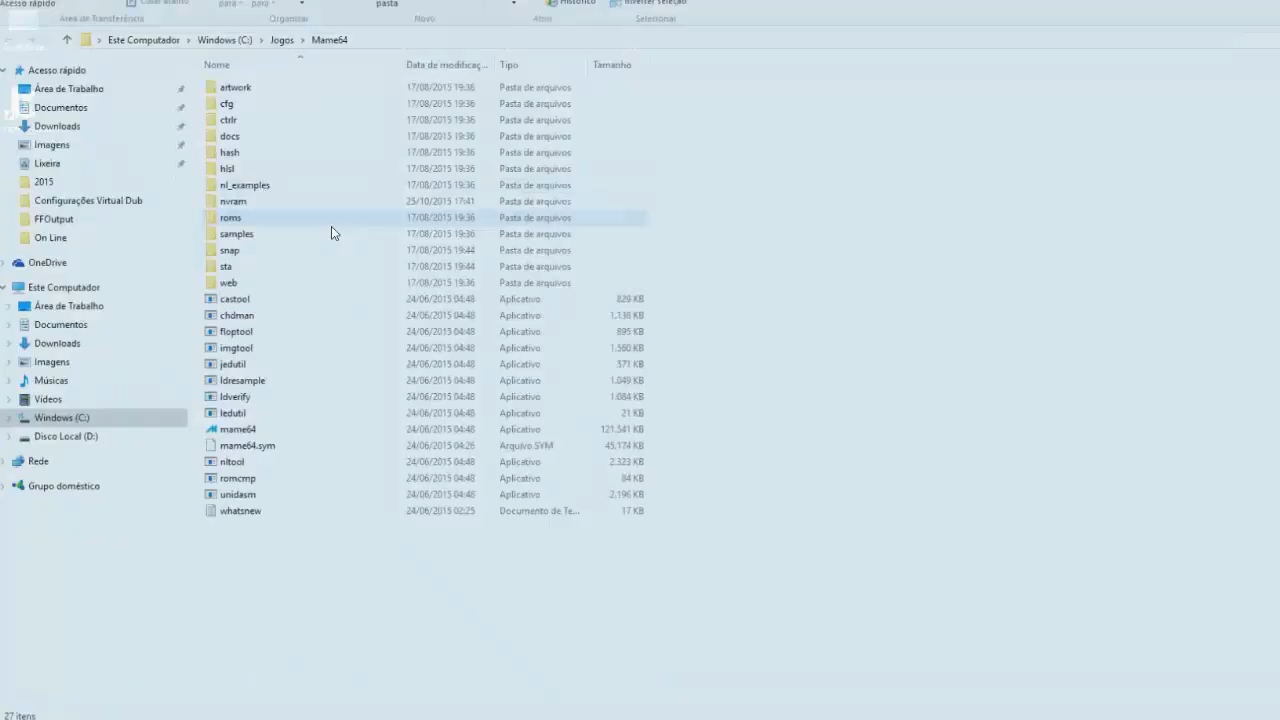 Acesso rápido para para pasta Histórico Inverter seleção
Área de Transferência Organizar Novo Abrir Selecionar
Este Computador Windows (C:) Jogos Mame64
Nome Data de modificaç... Tipo Tamanho
Acesso rápido
Área de Trabalho
Documentos
Downloads
Imagens
Lixeira
2015
Configurações Virtual Dub
FFOutput
On Line
OneDrive
Este Computador
Área de Trabalho
Documentos
Downloads
Imagens
Músicas
Vídeos
Windows (C:)
Disco Local (D:)
Rede
Grupo doméstico
artwork 17/08/2015 19:36 Pasta de arquivos
cfg 17/08/2015 19:36 Pasta de arquivos
ctrlr 17/08/2015 19:36 Pasta de arquivos
docs 17/08/2015 19:36 Pasta de arquivos
hash 17/08/2015 19:36 Pasta de arquivos
hlsl 17/08/2015 19:36 Pasta de arquivos
nl_examples 17/08/2015 19:36 Pasta de arquivos
nvram 25/10/2015 17:41 Pasta de arquivos
roms 17/08/2015 19:36 Pasta de arquivos
samples 17/08/2015 19:36 Pasta de arquivos
snap 17/08/2015 19:44 Pasta de arquivos
sta 17/08/2015 19:44 Pasta de arquivos
web 17/08/2015 19:36 Pasta de arquivos
castool 24/06/2015 04:48 Aplicativo 829 KB
chdman 24/06/2015 04:48 Aplicativo 1.138 KB
floptool 24/06/2015 04:48 Aplicativo 895 KB
imgtool 24/06/2015 04:48 Aplicativo 1.560 KB
jedutil 24/06/2015 04:48 Aplicativo 571 KB
ldresample 24/06/2015 04:48 Aplicativo 1.049 KB
ldverify 24/06/2015 04:48 Aplicativo 1.084 KB
ledutil 24/06/2015 04:48 Aplicativo 21 KB
mame64 24/06/2015 04:48 Aplicativo 121.541 KB
mame64.sym 24/06/2015 04:26 Arquivo SYM 45.174 KB
nltool 24/06/2015 04:48 Aplicativo 2.323 KB
romcmp 24/06/2015 04:48 Aplicativo 84 KB
unidasm 24/06/2015 04:48 Aplicativo 2.196 KB
whatsnew 24/06/2015 02:25 Documento de Te... 17 KB
27 itens